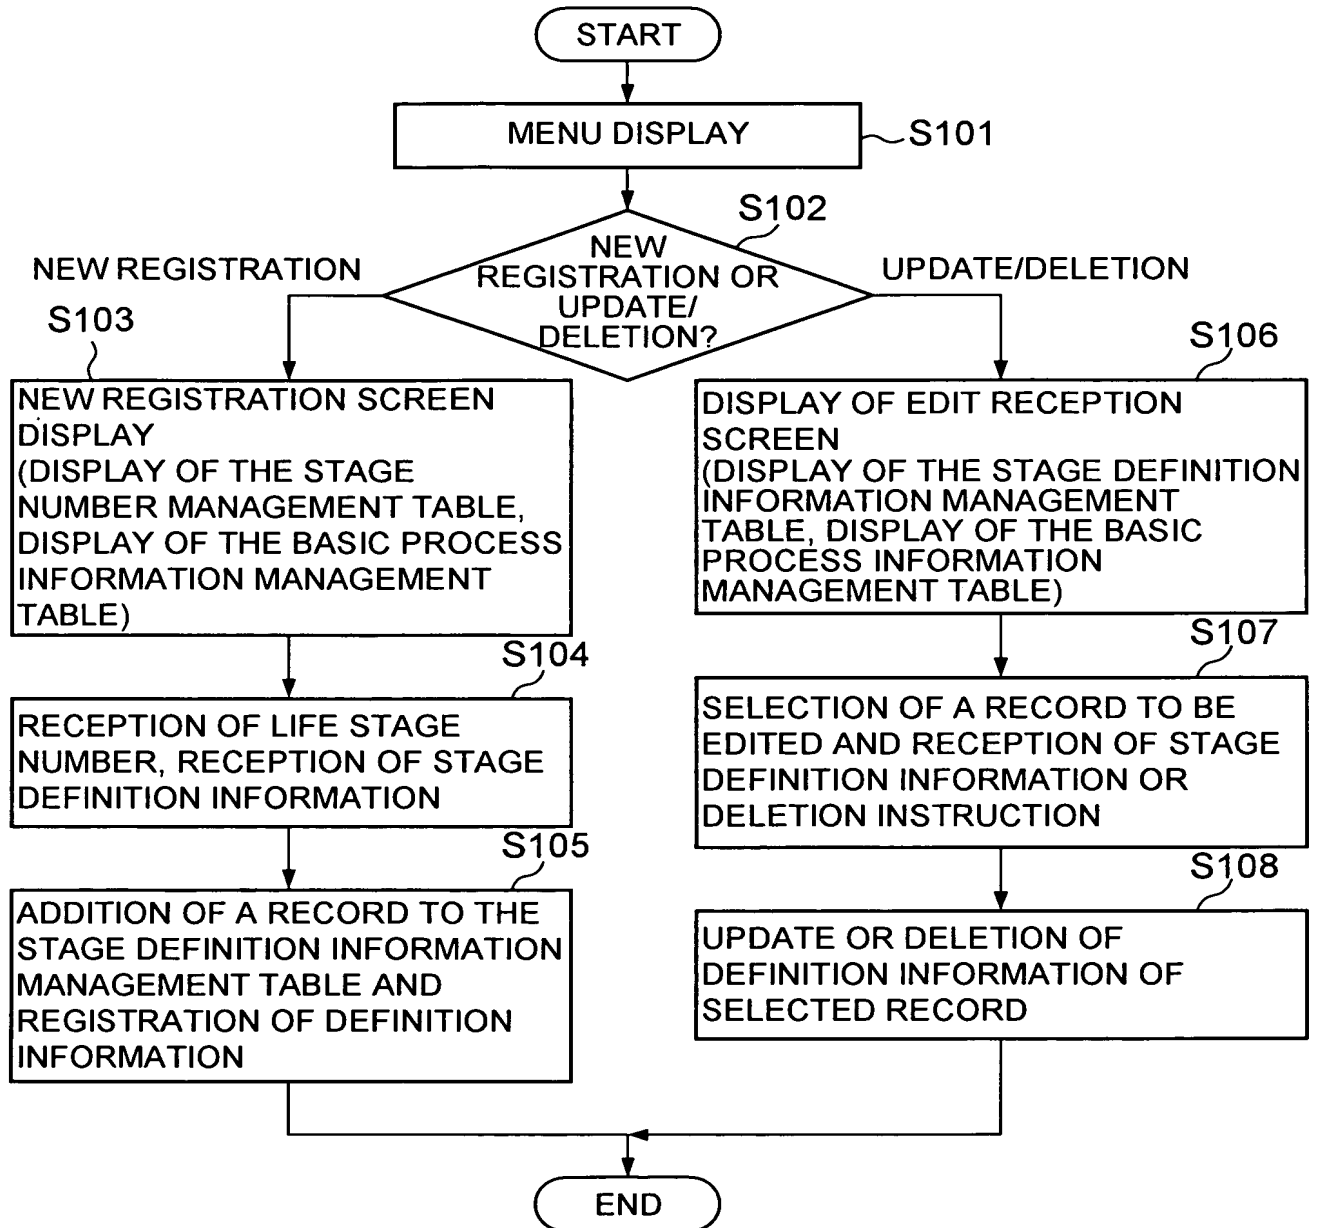 START
MENU DISPLAY
S101
S102
NEW
REGISTRATION OR
UPDATE/
DELETION?
NEW REGISTRATION
UPDATE/DELETION
S103
NEW REGISTRATION SCREEN
DISPLAY
(DISPLAY OF THE STAGE
NUMBER MANAGEMENT TABLE,
DISPLAY OF THE BASIC PROCESS
INFORMATION MANAGEMENT
TABLE)
S104
RECEPTION OF LIFE STAGE
NUMBER, RECEPTION OF STAGE
DEFINITION INFORMATION
S105
ADDITION OF A RECORD TO THE
STAGE DEFINITION INFORMATION
MANAGEMENT TABLE AND
REGISTRATION OF DEFINITION
INFORMATION
S106
DISPLAY OF EDIT RECEPTION
SCREEN
(DISPLAY OF THE STAGE DEFINITION
INFORMATION MANAGEMENT
TABLE, DISPLAY OF THE BASIC
PROCESS INFORMATION
MANAGEMENT TABLE)
S107
SELECTION OF A RECORD TO BE
EDITED AND RECEPTION OF STAGE
DEFINITION INFORMATION OR
DELETION INSTRUCTION
S108
UPDATE OR DELETION OF
DEFINITION INFORMATION OF
SELECTED RECORD
END